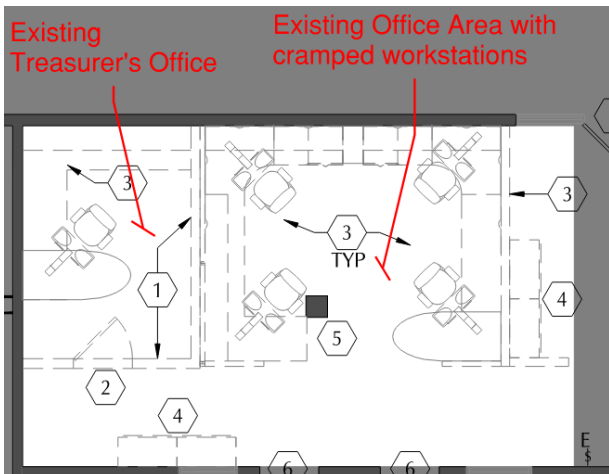 Existing
Treasurer's Office
Existing Office Area with
cramped workstations
3
3
3
TYP
1
4
5
2
4
6
6
E
$